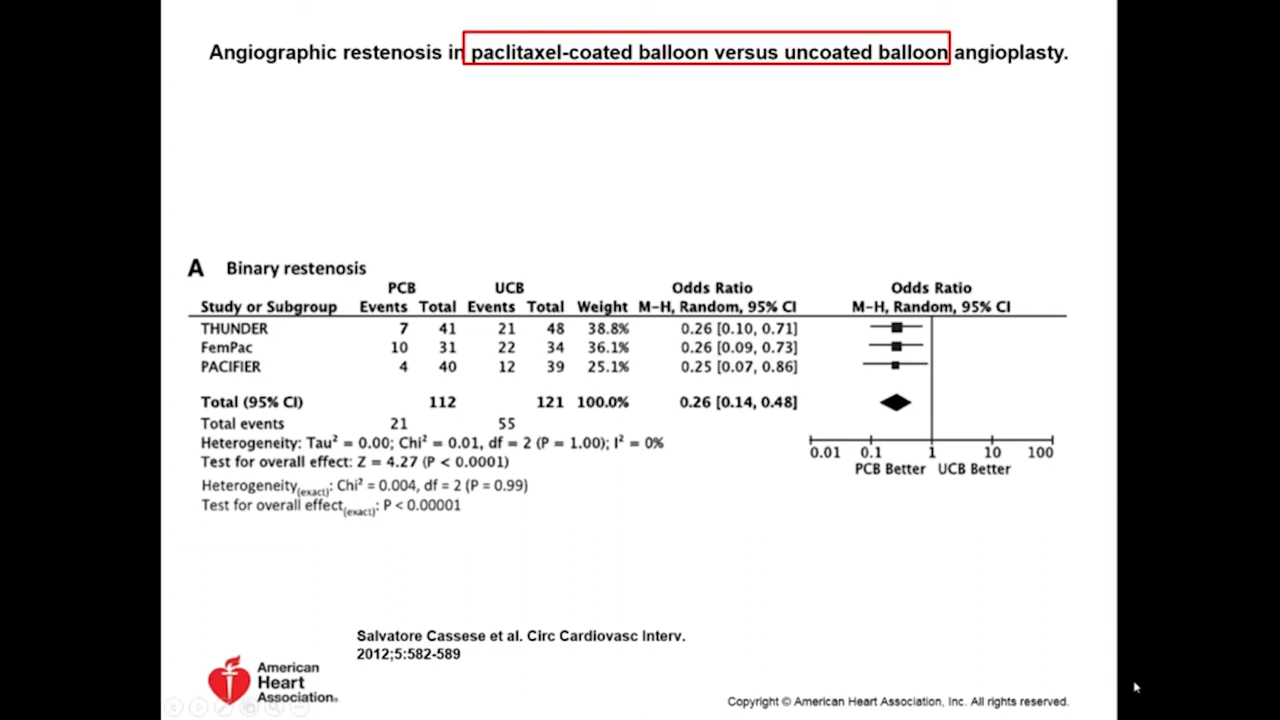 Angiographic restenosis in paclitaxel-coated balloon versus uncoated balloon angioplasty.
A Binary restenosis
PCB UCB Odds Ratio Odds Ratio
Study or Subgroup Events Total Events Total Weight M-H, Random, 95% CI M-H, Random, 95% CI
THUNDER 7 41 21 48 38.8% 0.26 [0.10, 0.71]
FemPac 10 31 22 34 36.1% 0.26 [0.09, 0.73]
PACIFIER 4 40 12 39 25.1% 0.25 [0.07, 0.86]
Total (95% CI) 112 121 100.0% 0.26 [0.14, 0.48]
Total events 21 55
Heterogeneity: Tau² = 0.00; Chi² = 0.01, df = 2 (P = 1.00); I² = 0%
0.01 0.1 1 10 100
Test for overall effect: Z = 4.27 (P < 0.0001)
PCB Better UCB Better
Heterogeneity(exact): Chi² = 0.004, df = 2 (P = 0.99)
Test for overall effect(exact): P < 0.00001
Salvatore Cassese et al. Circ Cardiovasc Interv.
2012;5:582-589
American
Heart
Association®
Copyright © American Heart Association, Inc. All rights reserved.